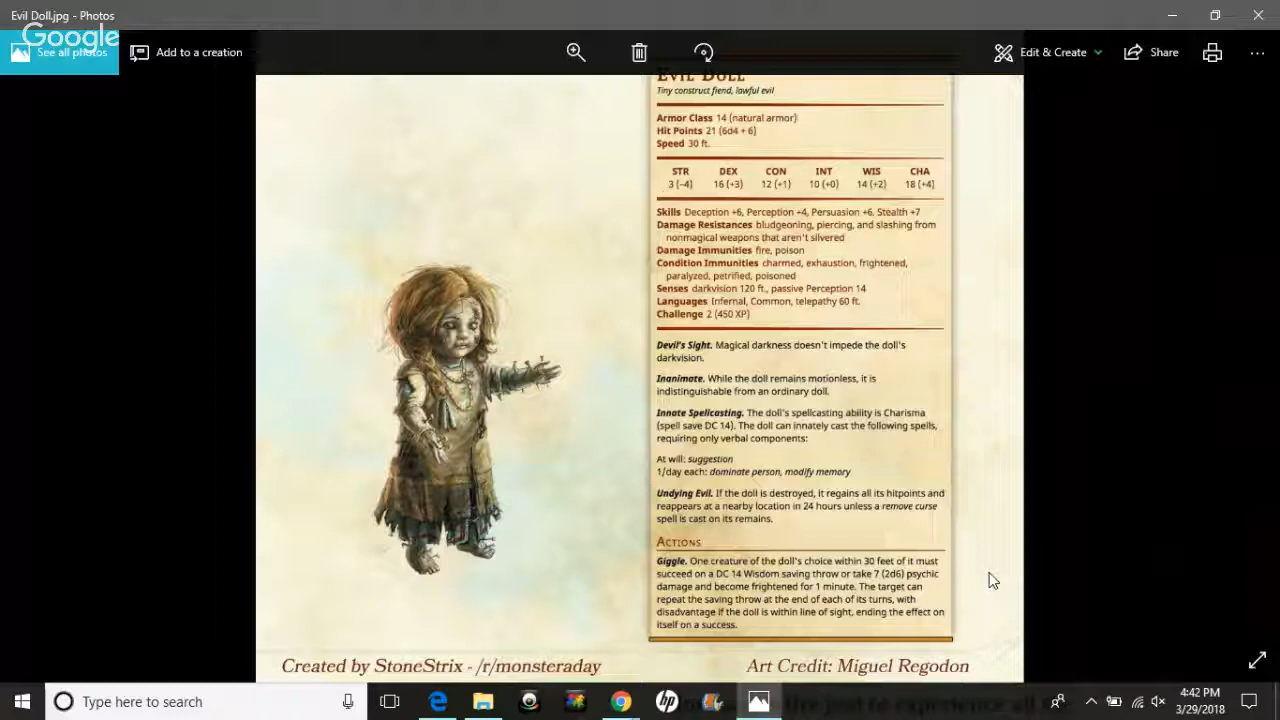 Evil Doll.jpg - Photos
Google
See all photos
Add to a creation
Edit & Create
Share
EVIL DOLL
Tiny construct fiend, lawful evil
Armor Class 14 (natural armor)
Hit Points 21 (6d4 + 6)
Speed 30 ft.
STR DEX CON INT WIS CHA
3 (-4) 16 (+3) 12 (+1) 10 (+0) 14 (+2) 18 (+4)
Skills Deception +6, Perception +4, Persuasion +6, Stealth +7
Damage Resistances bludgeoning, piercing, and slashing from
nonmagical weapons that aren't silvered
Damage Immunities fire, poison
Condition Immunities charmed, exhaustion, frightened,
paralyzed, petrified, poisoned
Senses darkvision 120 ft., passive Perception 14
Languages Infernal, Common, telepathy 60 ft.
Challenge 2 (450 XP)
Devil's Sight. Magical darkness doesn't impede the doll's
darkvision.
Inanimate. While the doll remains motionless, it is
indistinguishable from an ordinary doll.
Innate Spellcasting. The doll's spellcasting ability is Charisma
(spell save DC 14). The doll can innately cast the following spells,
requiring only verbal components:
At will: suggestion
1/day each: dominate person, modify memory
Undying Evil. If the doll is destroyed, it regains all its hitpoints and
reappears at a nearby location in 24 hours unless a remove curse
spell is cast on its remains.
ACTIONS
Giggle. One creature of the doll's choice within 30 feet of it must
succeed on a DC 14 Wisdom saving throw or take 7 (2d6) psychic
damage and become frightened for 1 minute. The target can
repeat the saving throw at the end of each of its turns, with
disadvantage if the doll is within line of sight, ending the effect on
itself on a success.
Created by StoneStrix - /r/monsteraday
Art Credit: Miguel Regodon
Type here to search
hp
4:42 PM
3/29/2018